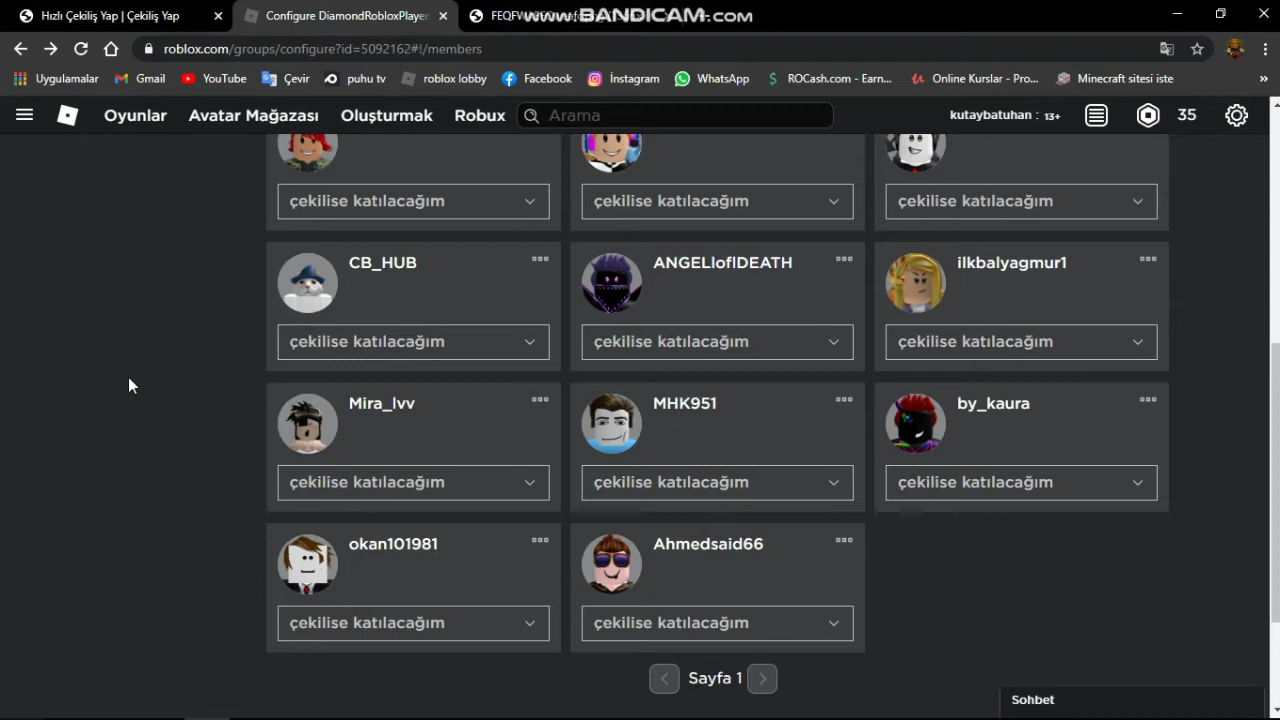 Hızlı Çekiliş Yap | Çekiliş Yap
Configure DiamondRobloxPlayer
www.BANDICAM.com
roblox.com/groups/configure?id=5092162#!/members
Uygulamalar
Gmail
YouTube
Çevir
puhu tv
roblox lobby
Facebook
İnstagram
WhatsApp
ROCash.com - Earn...
Online Kurslar - Pro...
Minecraft sitesi iste
»
Oyunlar
Avatar Mağazası
Oluşturmak
Robux
Arama
kutaybatuhan : 13+
35
çekilise katılacağım
çekilise katılacağım
çekilise katılacağım
CB_HUB
ANGELlofIDEATH
ilkbalyagmur1
çekilise katılacağım
çekilise katılacağım
çekilise katılacağım
Mira_lvv
MHK951
by_kaura
çekilise katılacağım
çekilise katılacağım
çekilise katılacağım
okan101981
Ahmedsaid66
çekilise katılacağım
çekilise katılacağım
Sayfa 1
Sohbet